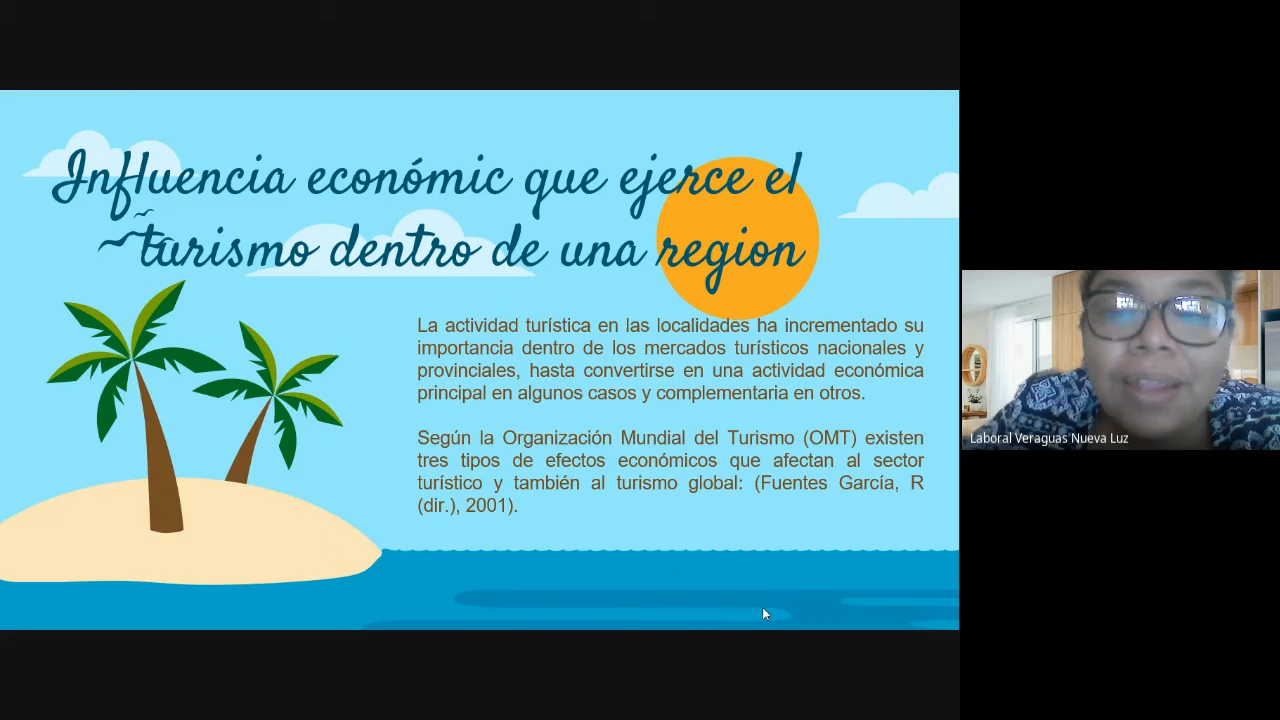 Influencia económic que ejerce el
turismo dentro de una region
La actividad turística en las localidades ha incrementado su
importancia dentro de los mercados turísticos nacionales y
provinciales, hasta convertirse en una actividad económica
principal en algunos casos y complementaria en otros.
Según la Organización Mundial del Turismo (OMT) existen
tres tipos de efectos económicos que afectan al sector
turístico y también al turismo global: (Fuentes García, R
(dir.), 2001).
Laboral Veraguas Nueva Luz